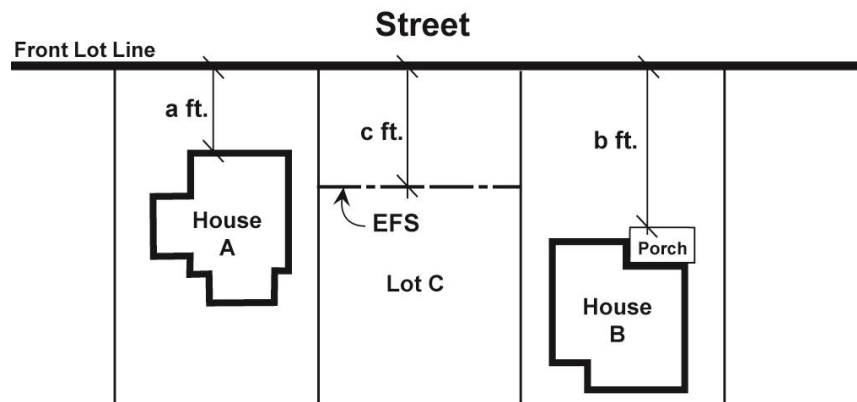 Street
Front Lot Line
a ft.
c ft.
b ft.
House
A
EFS
Porch
Lot C
House
B